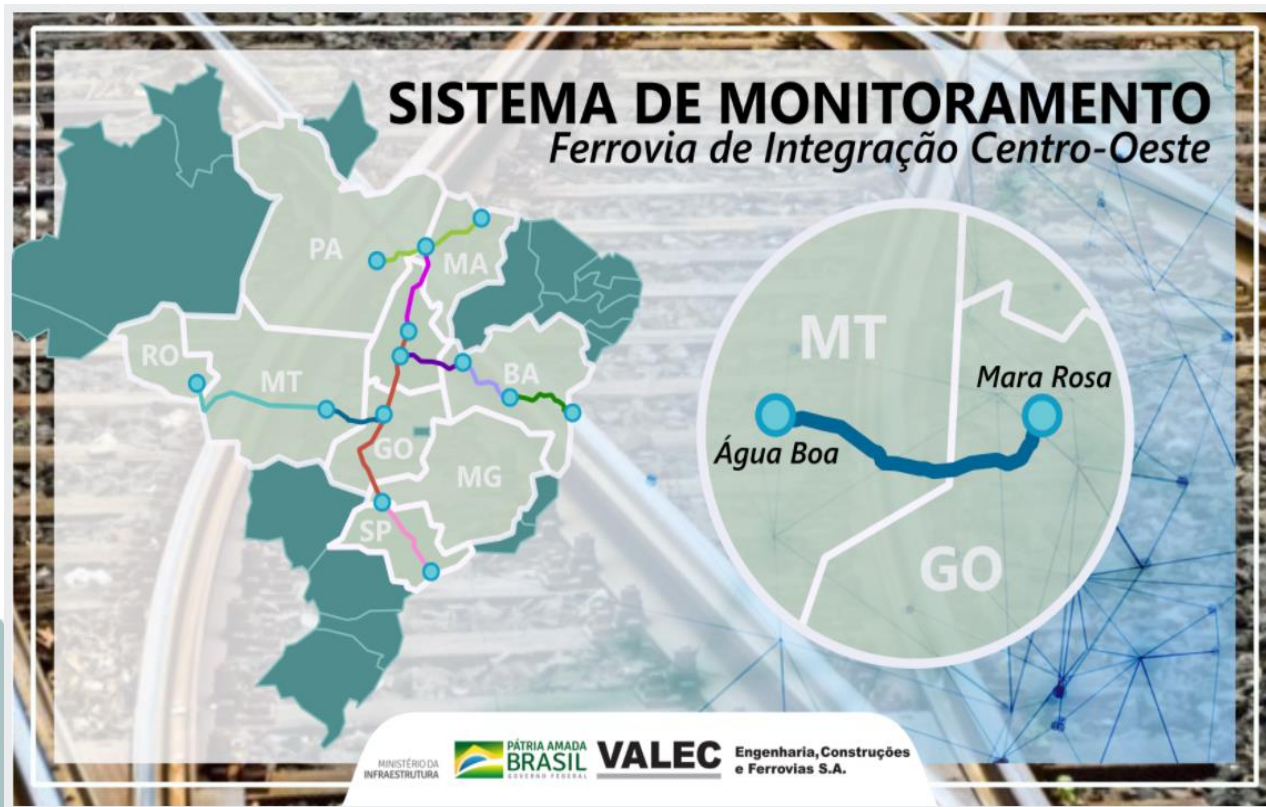 SISTEMA DE MONITORAMENTO
Ferrovia de Integração Centro-Oeste
PA
MA
RO
MT
BA
GO
MG
SP
MT
Mara Rosa
Água Boa
GO
MINISTÉRIO DA
INFRAESTRUTURA
PÁTRIA AMADA
BRASIL
GOVERNO FEDERAL
VALEC
Engenharia, Construções
e Ferrovias S.A.